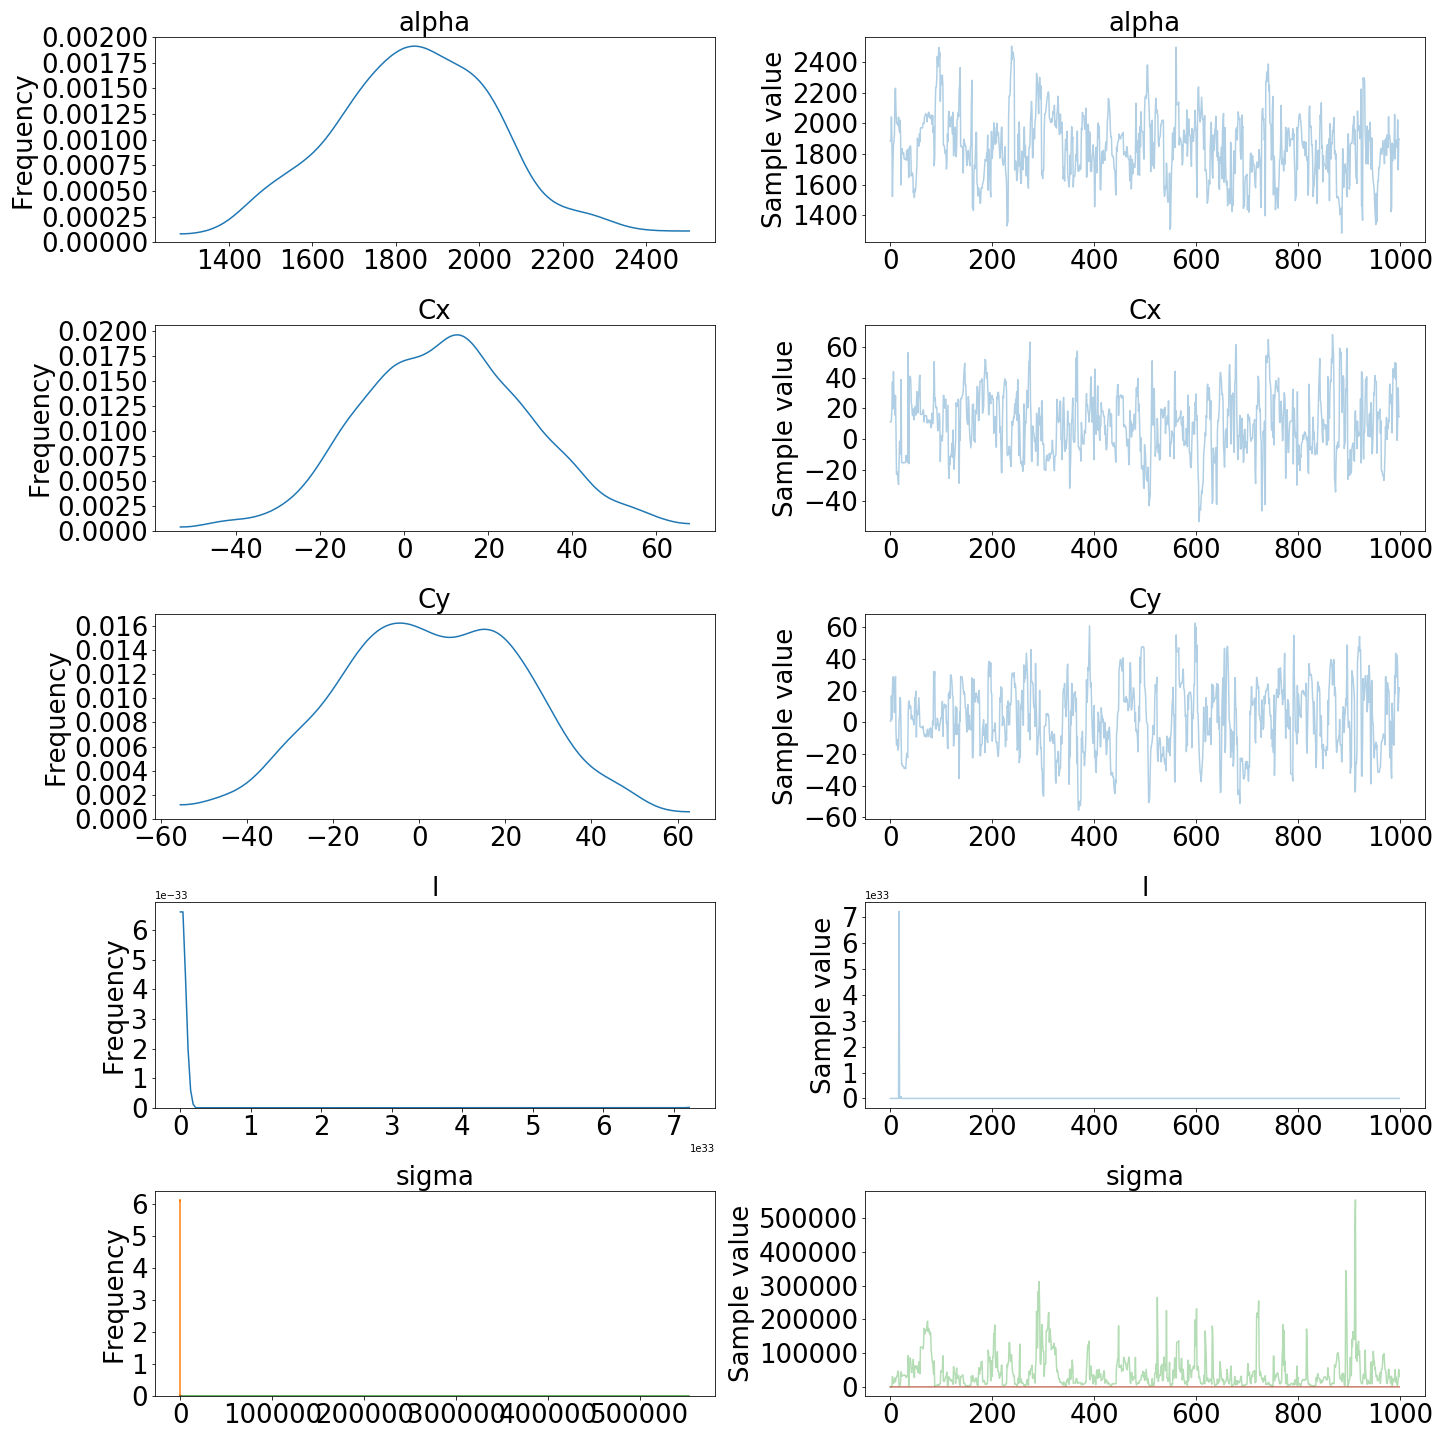 alpha
Frequency
0.00200
0.00175
0.00150
0.00125
0.00100
0.00075
0.00050
0.00025
0.00000
1400 1600 1800 2000 2200 2400
alpha
Sample value
2400
2200
2000
1800
1600
1400
0 200 400 600 800 1000
Cx
Frequency
0.0200
0.0175
0.0150
0.0125
0.0100
0.0075
0.0050
0.0025
0.0000
−40 −20 0 20 40 60
Cx
Sample value
60
40
20
0
−20
−40
0 200 400 600 800 1000
Cy
Frequency
0.016
0.014
0.012
0.010
0.008
0.006
0.004
0.002
0.000
−60 −40 −20 0 20 40 60
Cy
Sample value
60
40
20
0
−20
−40
−60
0 200 400 600 800 1000
l
1e−33
Frequency
6
5
4
3
2
1
0
0 1 2 3 4 5 6 7
1e33
l
1e33
Sample value
7
6
5
4
3
2
1
0
0 200 400 600 800 1000
sigma
Frequency
6
5
4
3
2
1
0
0 100000 200000 300000 400000 500000
sigma
Sample value
500000
400000
300000
200000
100000
0
0 200 400 600 800 1000